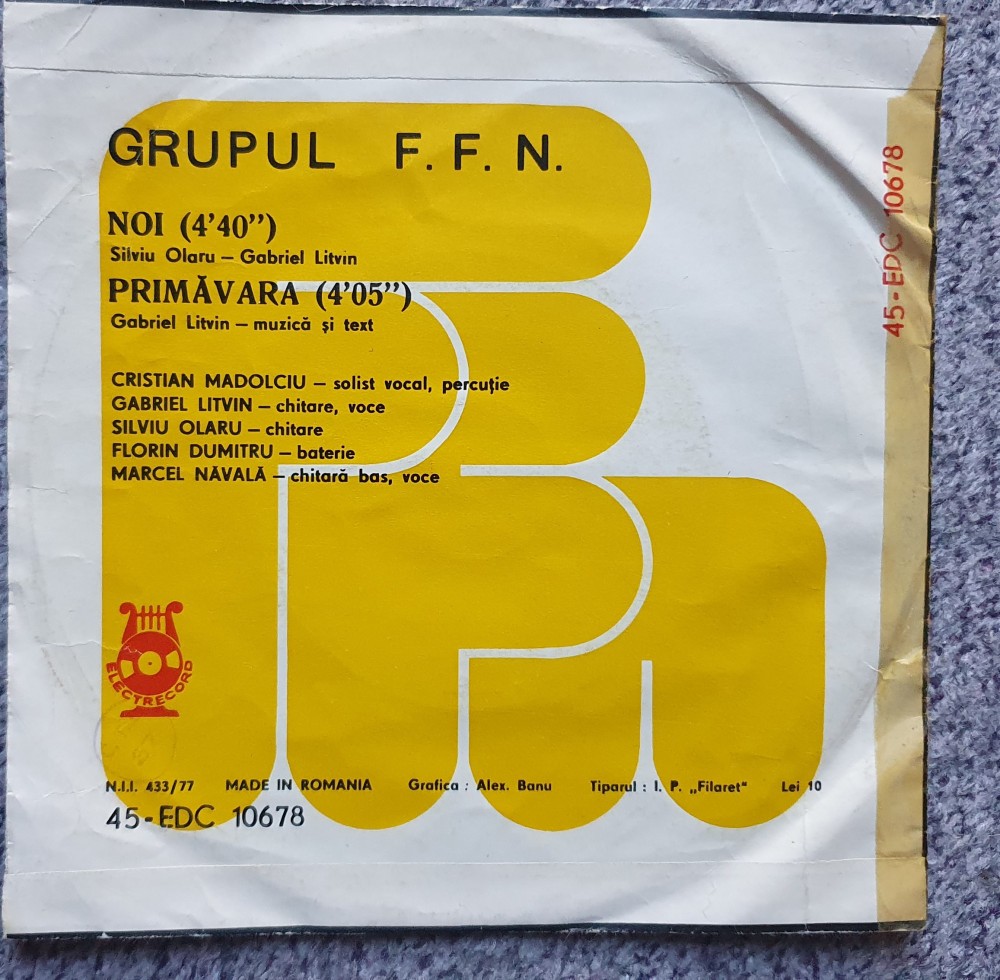 GRUPUL F. F. N.
NOI (4'40")
Silviu Olaru – Gabriel Litvin
PRIMĂVARA (4'05")
Gabriel Litvin – muzică și text
CRISTIAN MADOLCIU – solist vocal, percuție
GABRIEL LITVIN – chitare, voce
SILVIU OLARU – chitare
FLORIN DUMITRU – baterie
MARCEL NĂVALĂ – chitară bas, voce
ELECTRECORD
N.I.I. 433/77 MADE IN ROMANIA Grafica : Alex. Banu Tiparul : I. P. „Filaret" Lei 10
45-EDC 10678
45-EDC 10678